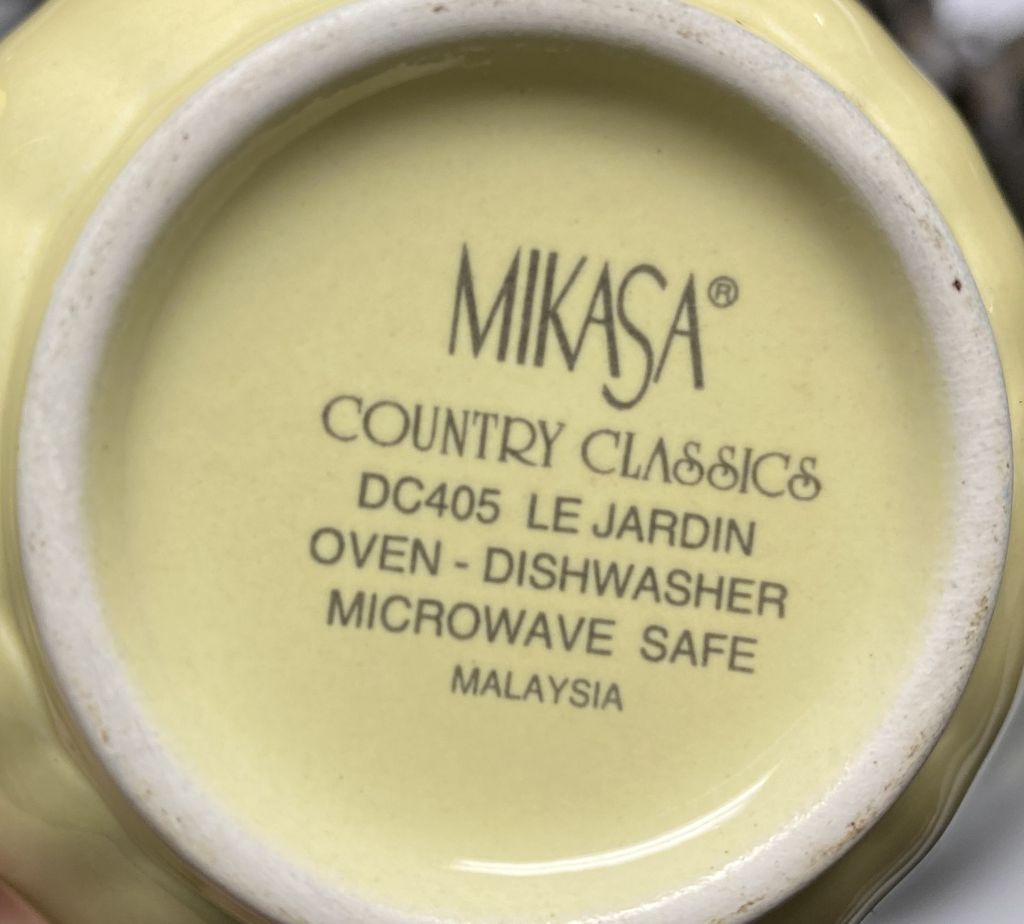 MIKASA®
COUNTRY CLASSICS
DC405 LE JARDIN
OVEN - DISHWASHER
MICROWAVE SAFE
MALAYSIA